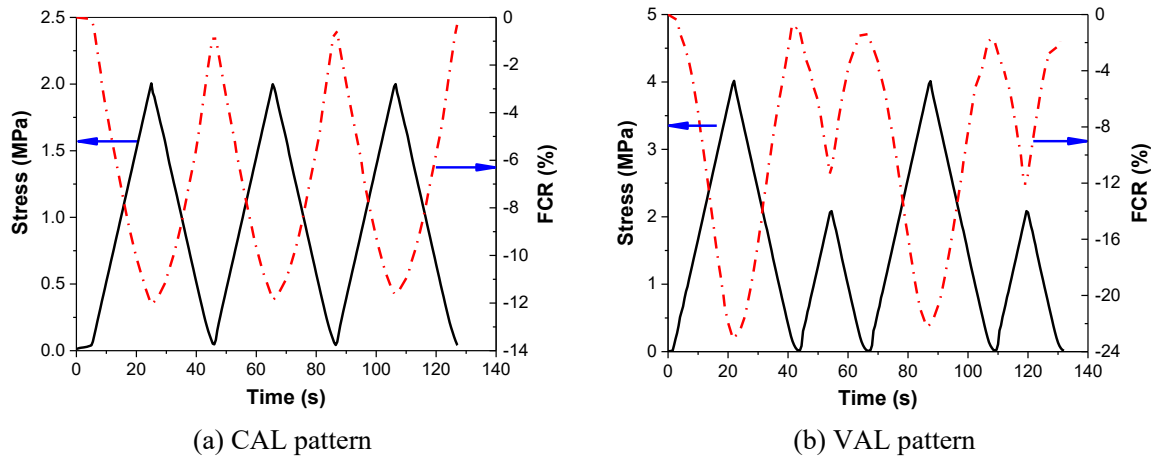 2.5
2.0
1.5
1.0
0.5
0.0
Stress (MPa)
0
-2
-4
-6
-8
-10
-12
-14
FCR (%)
0 20 40 60 80 100 120 140
Time (s)
(a) CAL pattern
5
4
3
2
1
0
Stress (MPa)
0
-4
-8
-12
-16
-20
-24
FCR (%)
0 20 40 60 80 100 120 140
Time (s)
(b) VAL pattern